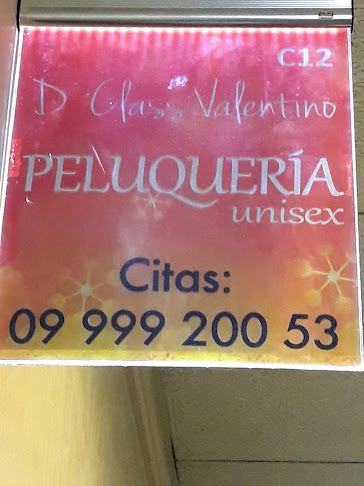 C12
D Class Valentino
PELUQUERÍA
unisex
Citas:
09 999 200 53